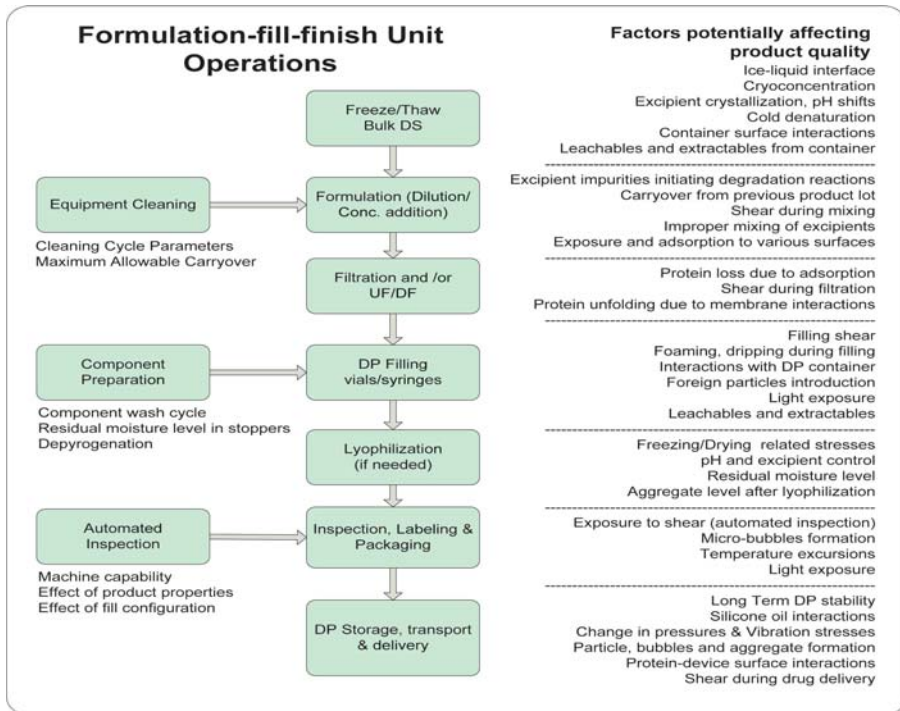 Formulation-fill-finish Unit
Operations
Freeze/Thaw
Bulk DS
Equipment Cleaning
Cleaning Cycle Parameters
Maximum Allowable Carryover
Formulation (Dilution/
Conc. addition)
Filtration and /or
UF/DF
Component
Preparation
Component wash cycle
Residual moisture level in stoppers
Depyrogenation
DP Filling
vials/syringes
Lyophilization
(if needed)
Automated
Inspection
Machine capability
Effect of product properties
Effect of fill configuration
Inspection, Labeling &
Packaging
DP Storage, transport
& delivery
Factors potentially affecting
product quality
Ice-liquid interface
Cryoconcentration
Excipient crystallization, pH shifts
Cold denaturation
Container surface interactions
Leachables and extractables from container
Excipient impurities initiating degradation reactions
Carryover from previous product lot
Shear during mixing
Improper mixing of excipients
Exposure and adsorption to various surfaces
Protein loss due to adsorption
Shear during filtration
Protein unfolding due to membrane interactions
Filling shear
Foaming, dripping during filling
Interactions with DP container
Foreign particles introduction
Light exposure
Leachables and extractables
Freezing/Drying related stresses
pH and excipient control
Residual moisture level
Aggregate level after lyophilization
Exposure to shear (automated inspection)
Micro-bubbles formation
Temperature excursions
Light exposure
Long Term DP stability
Silicone oil interactions
Change in pressures & Vibration stresses
Particle, bubbles and aggregate formation
Protein-device surface interactions
Shear during drug delivery